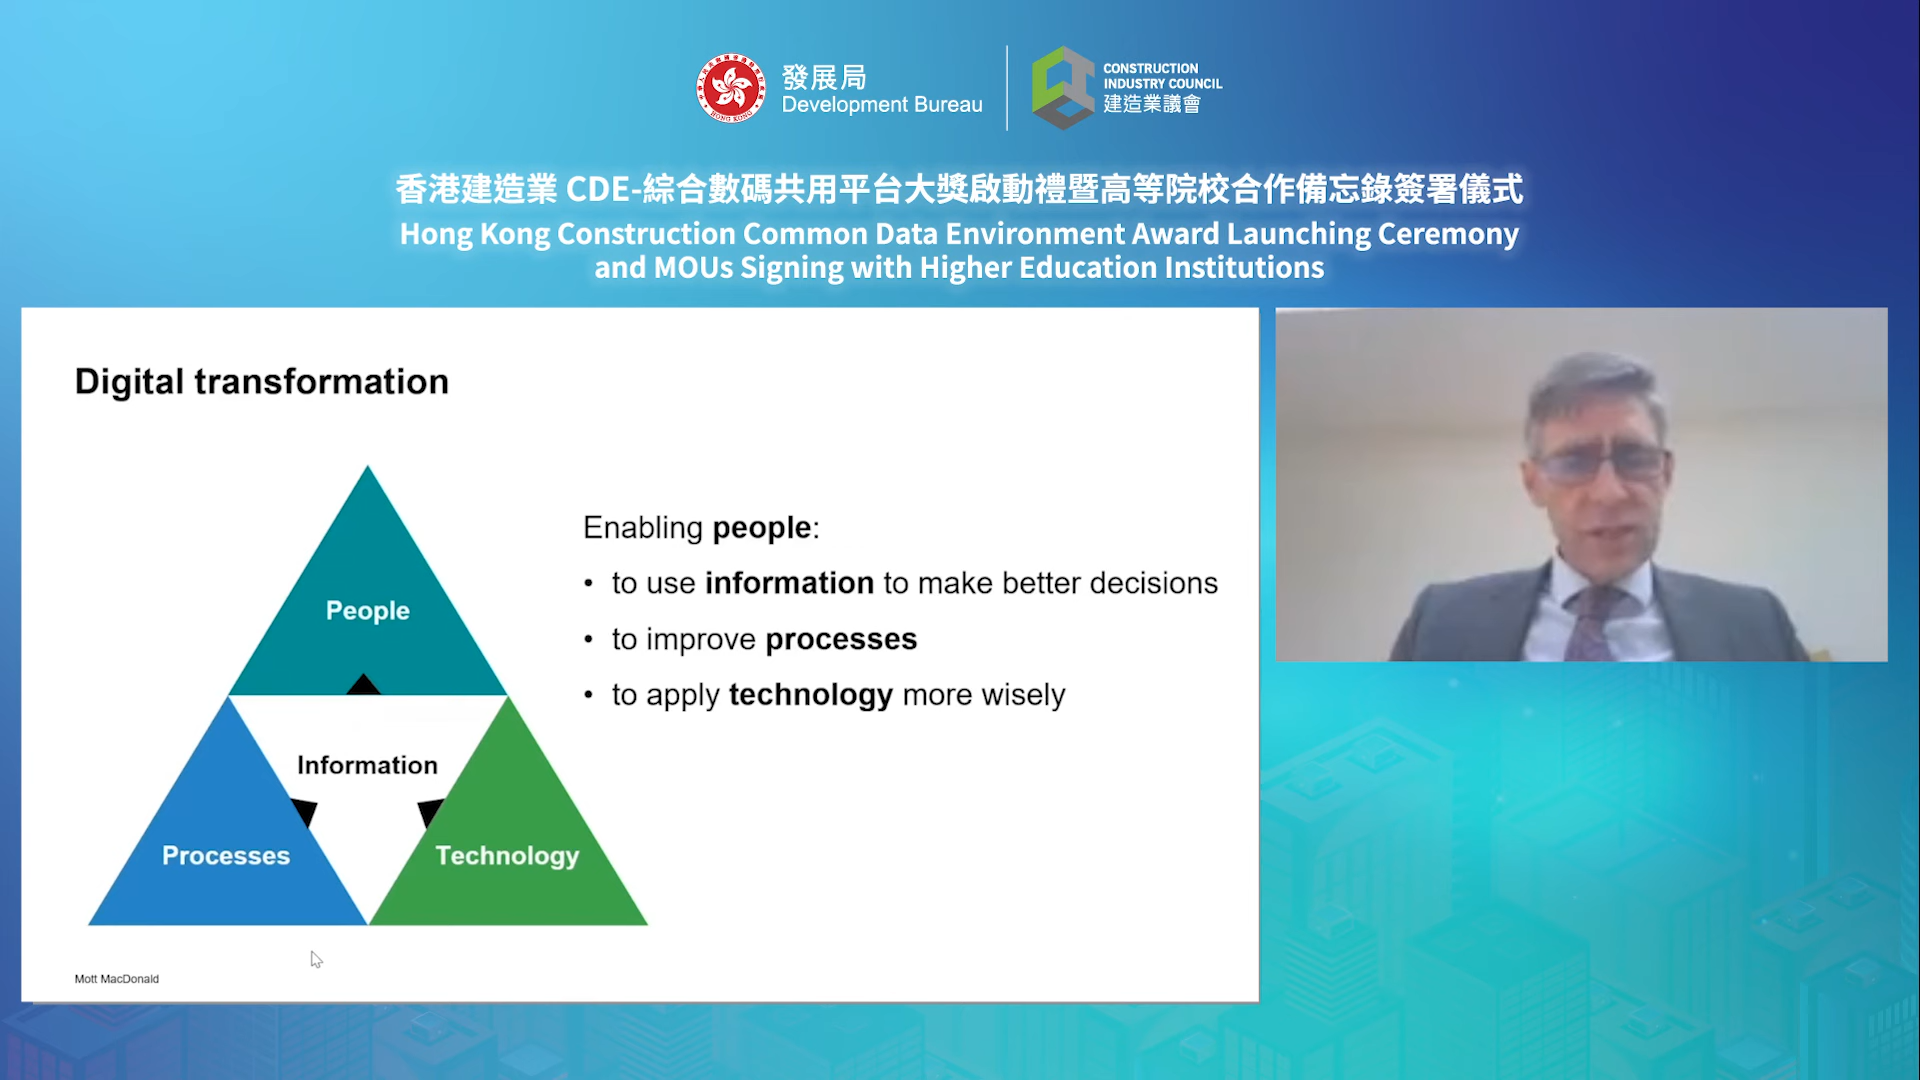 發展局
Development Bureau
CONSTRUCTION
INDUSTRY COUNCIL
建造業議會
香港建造業 CDE-綜合數碼共用平台大獎啟動禮暨高等院校合作備忘錄簽署儀式
Hong Kong Construction Common Data Environment Award Launching Ceremony
and MOUs Signing with Higher Education Institutions
Digital transformation
People
Information
Processes
Technology
Enabling people:
• to use information to make better decisions
• to improve processes
• to apply technology more wisely
Mott MacDonald